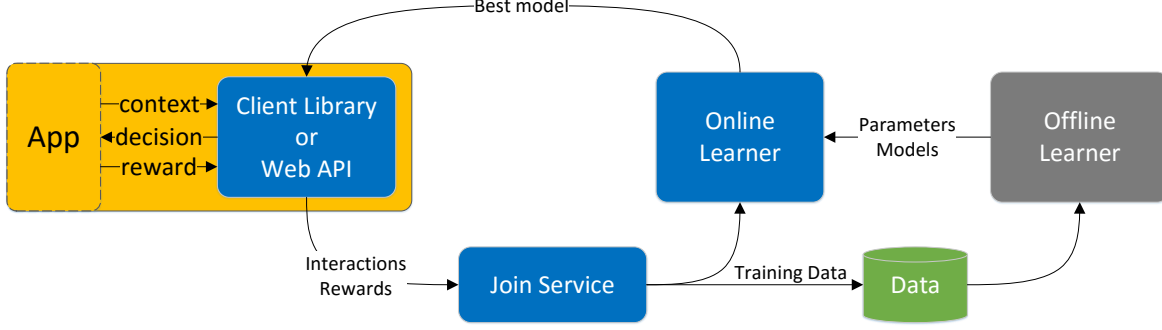 Best model
App
context
decision
reward
Client Library
or
Web API
Online
Learner
Parameters
Models
Offline
Learner
Interactions
Rewards
Join Service
Training Data
Data